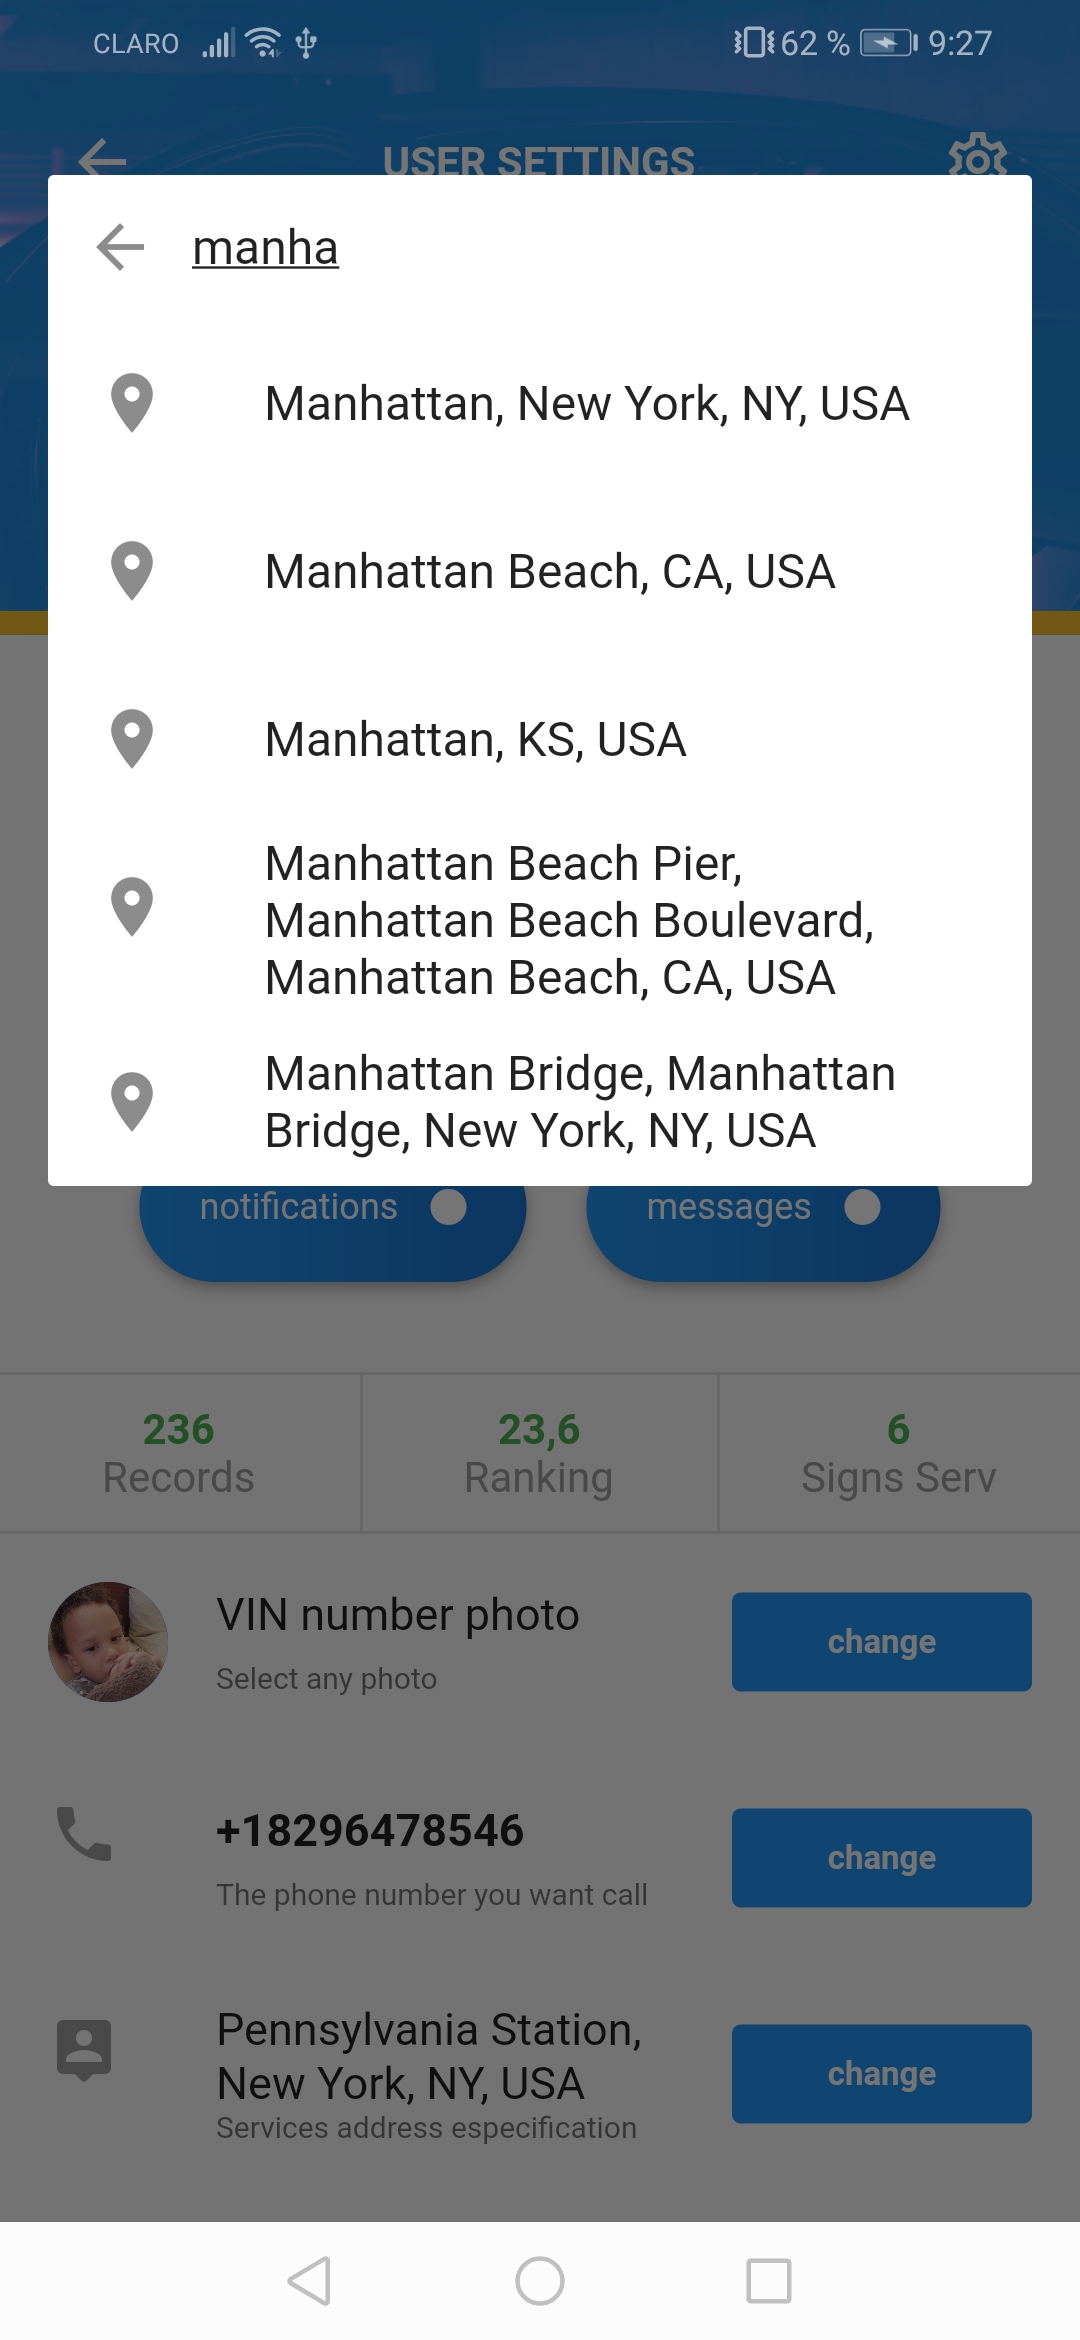 CLARO
62 %
9:27
USER SETTINGS
manha
Manhattan, New York, NY, USA
Manhattan Beach, CA, USA
Manhattan, KS, USA
Manhattan Beach Pier,
Manhattan Beach Boulevard,
Manhattan Beach, CA, USA
Manhattan Bridge, Manhattan
Bridge, New York, NY, USA
notifications
messages
236
Records
23,6
Ranking
6
Signs Serv
VIN number photo
Select any photo
change
+18296478546
The phone number you want call
change
Pennsylvania Station,
New York, NY, USA
Services address especification
change